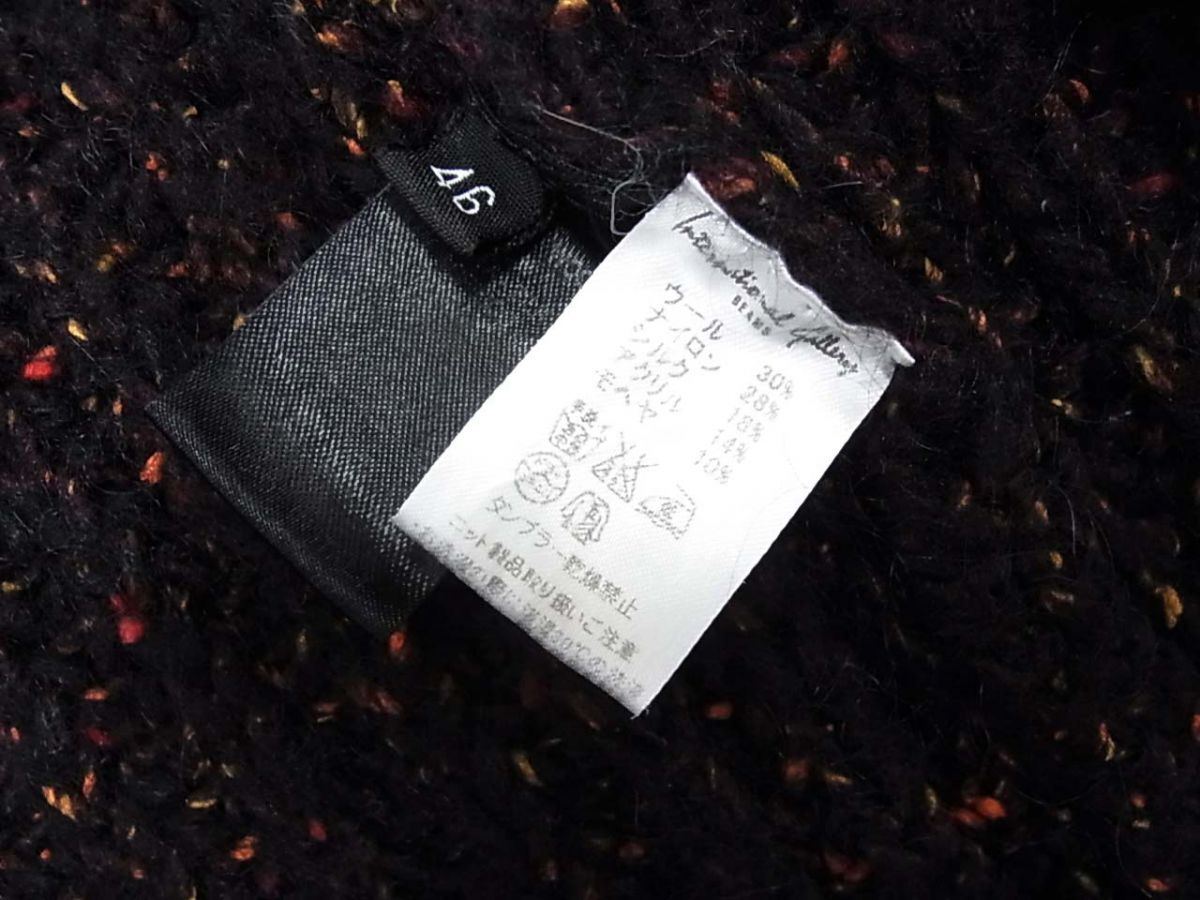 46
International Gallery
BEAMS
ウール 30%
ナイロン 28%
シルク 18%
アクリル 14%
モヘヤ 10%
タンブラー乾燥禁止
ニット製品取り扱いご注意